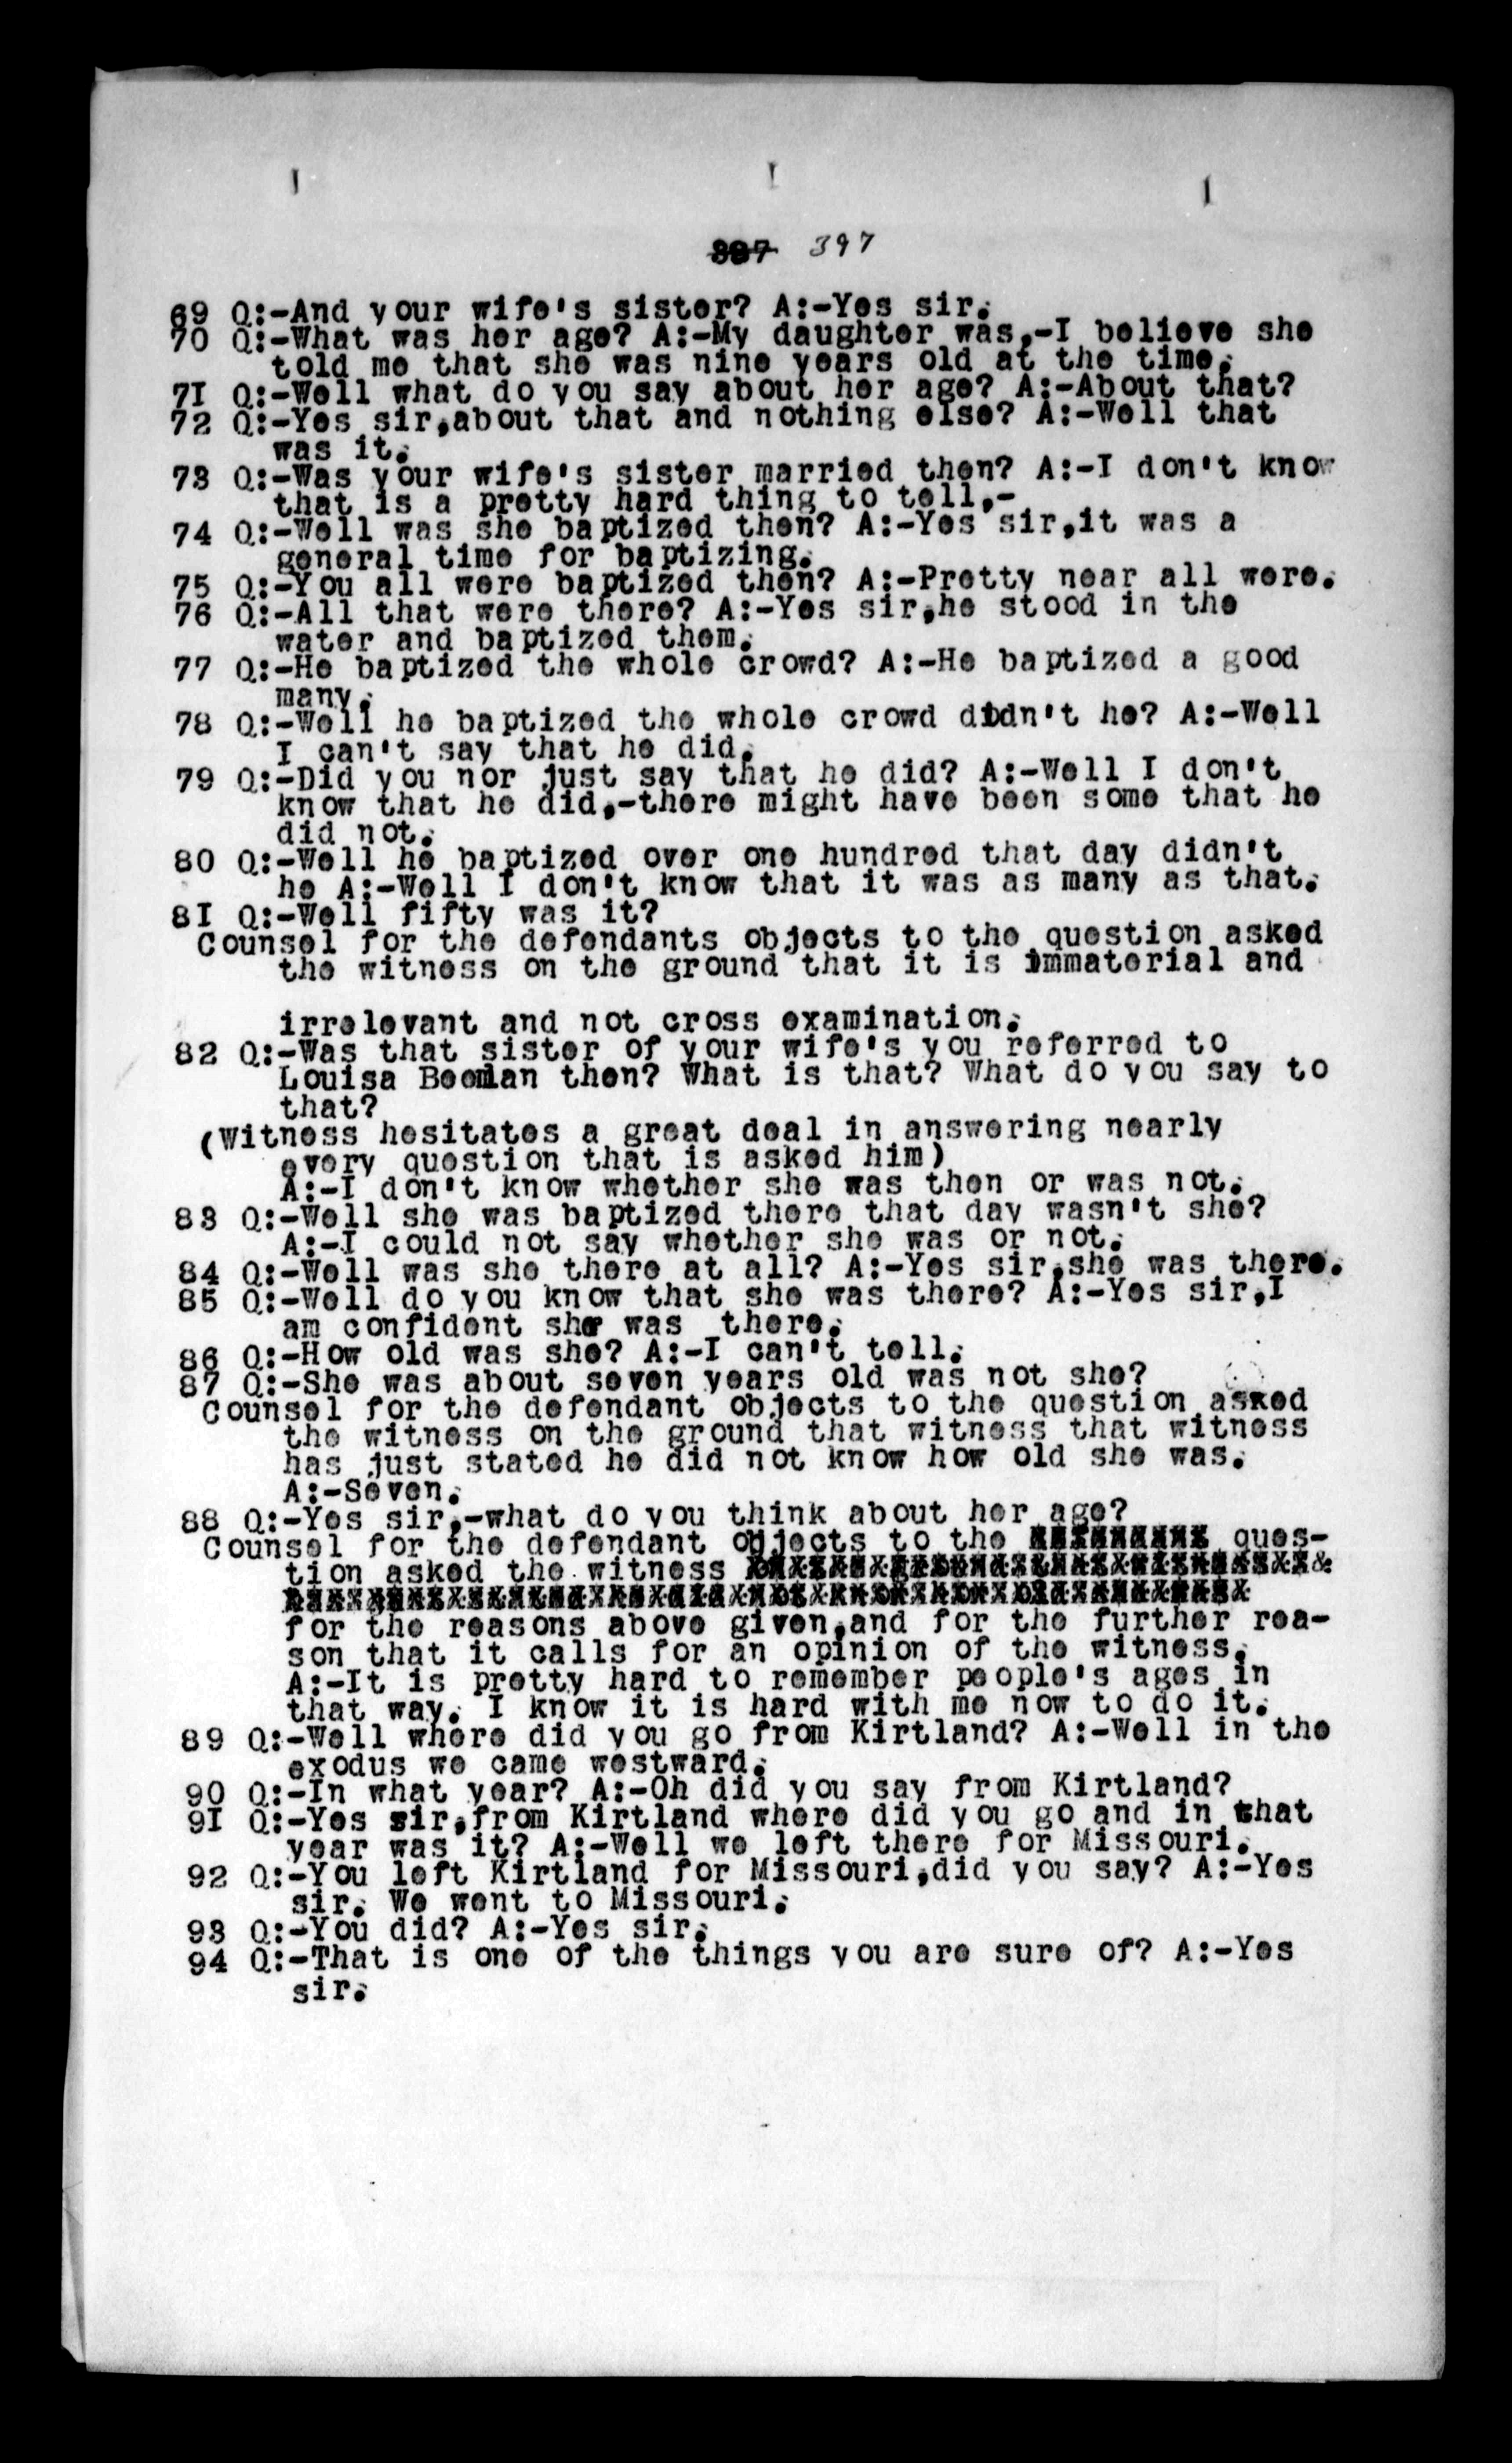 397 397
69 Q:-And your wife's sister? A:-Yes sir.
70 Q:-What was her age? A:-My daughter was,-I believe she
told me that she was nine years old at the time.
71 Q:-Well what do you say about her age? A:-About that?
72 Q:-Yes sir,about that and nothing else? A:-Well that
was it.
73 Q:-Was your wife's sister married then? A:-I don't know
that is a pretty hard thing to tell,-
74 Q:-Well was she baptized then? A:-Yes sir,it was a
general time for baptizing.
75 Q:-You all were baptized then? A:-Pretty near all were.
76 Q:-All that were there? A:-Yes sir,he stood in the
water and baptized them.
77 Q:-He baptized the whole crowd? A:-He baptized a good
many.
78 Q:-Well he baptized the whole crowd didn't he? A:-Well
I can't say that he did.
79 Q:-Did you nor just say that he did? A:-Well I don't
know that he did,-there might have been some that he
did not.
80 Q:-Well he baptized over one hundred that day didn't
he A:-Well I don't know that it was as many as that.
81 Q:-Well fifty was it?
Counsel for the defendants objects to the question asked
the witness on the ground that it is immaterial and
irrelevant and not cross examination.
82 Q:-Was that sister of your wife's you referred to
Louisa Beeman then? What is that? What do you say to
that?
(Witness hesitates a great deal in answering nearly
every question that is asked him)
A:-I don't know whether she was then or was not.
83 Q:-Well she was baptized there that day wasn't she?
A:-I could not say whether she was or not.
84 Q:-Well was she there at all? A:-Yes sir,she was there.
85 Q:-Well do you know that she was there? A:-Yes sir,I
am confident she was there.
86 Q:-How old was she? A:-I can't tell.
87 Q:-She was about seven years old was not she?
Counsel for the defendant objects to the question asked
the witness on the ground that witness that witness
has just stated he did not know how old she was.
A:-Seven.
88 Q:-Yes sir,-what do you think about her age?
Counsel for the defendant objects to the ques-
tion asked the witness
for the reasons above given,and for the further rea-
son that it calls for an opinion of the witness.
A:-It is pretty hard to remember people's ages in
that way. I know it is hard with me now to do it.
89 Q:-Well where did you go from Kirtland? A:-Well in the
exodus we came westward.
90 Q:-In what year? A:-Oh did you say from Kirtland?
91 Q:-Yes sir,from Kirtland where did you go and in that
year was it? A:-Well we left there for Missouri.
92 Q:-You left Kirtland for Missouri,did you say? A:-Yes
sir. We went to Missouri.
93 Q:-You did? A:-Yes sir.
94 Q:-That is one of the things you are sure of? A:-Yes
sir.